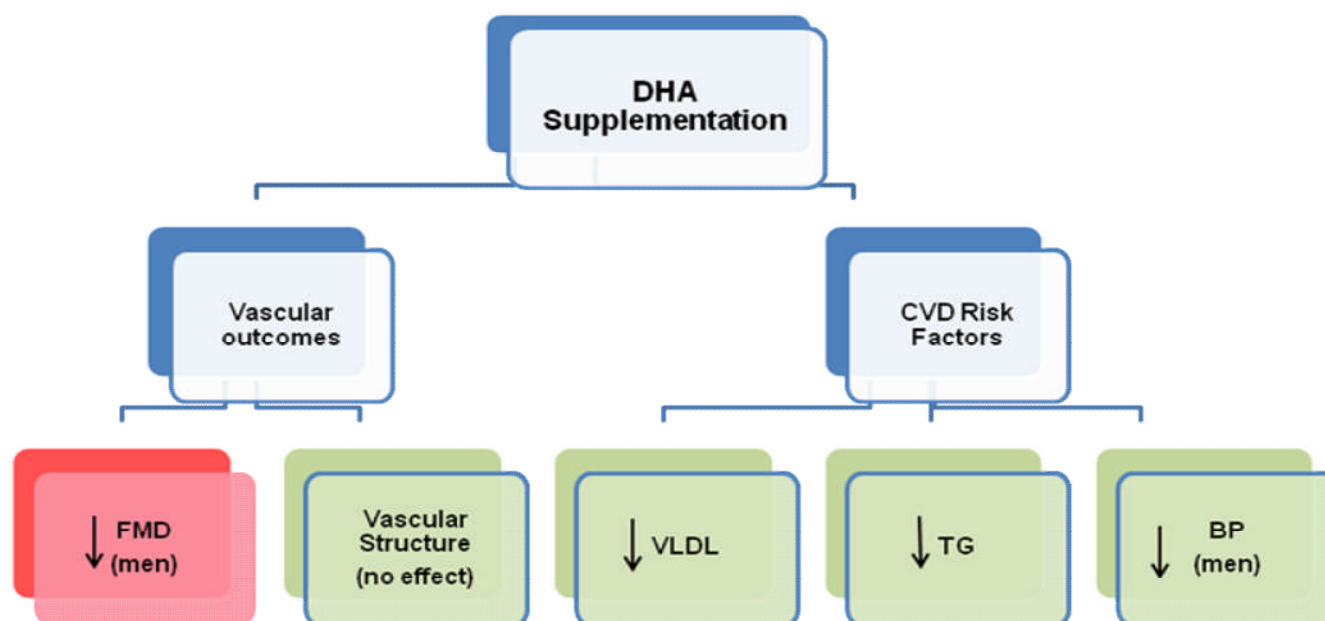 DHA
Supplementation
Vascular
outcomes
CVD Risk
Factors
↓ FMD
(men)
Vascular
Structure
(no effect)
↓ VLDL
↓ TG
↓ BP
(men)